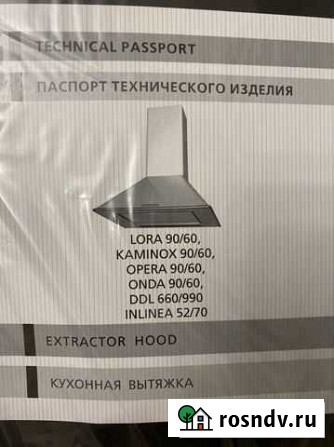 TECHNICAL PASSPORT
ПАСПОРТ ТЕХНИЧЕСКОГО ИЗДЕЛИЯ
LORA 90/60,
KAMINOX 90/60,
OPERA 90/60,
ONDA 90/60,
DDL 660/990
INLINEA 52/70
EXTRACTOR HOOD
КУХОННАЯ ВЫТЯЖКА
rosndv.ru